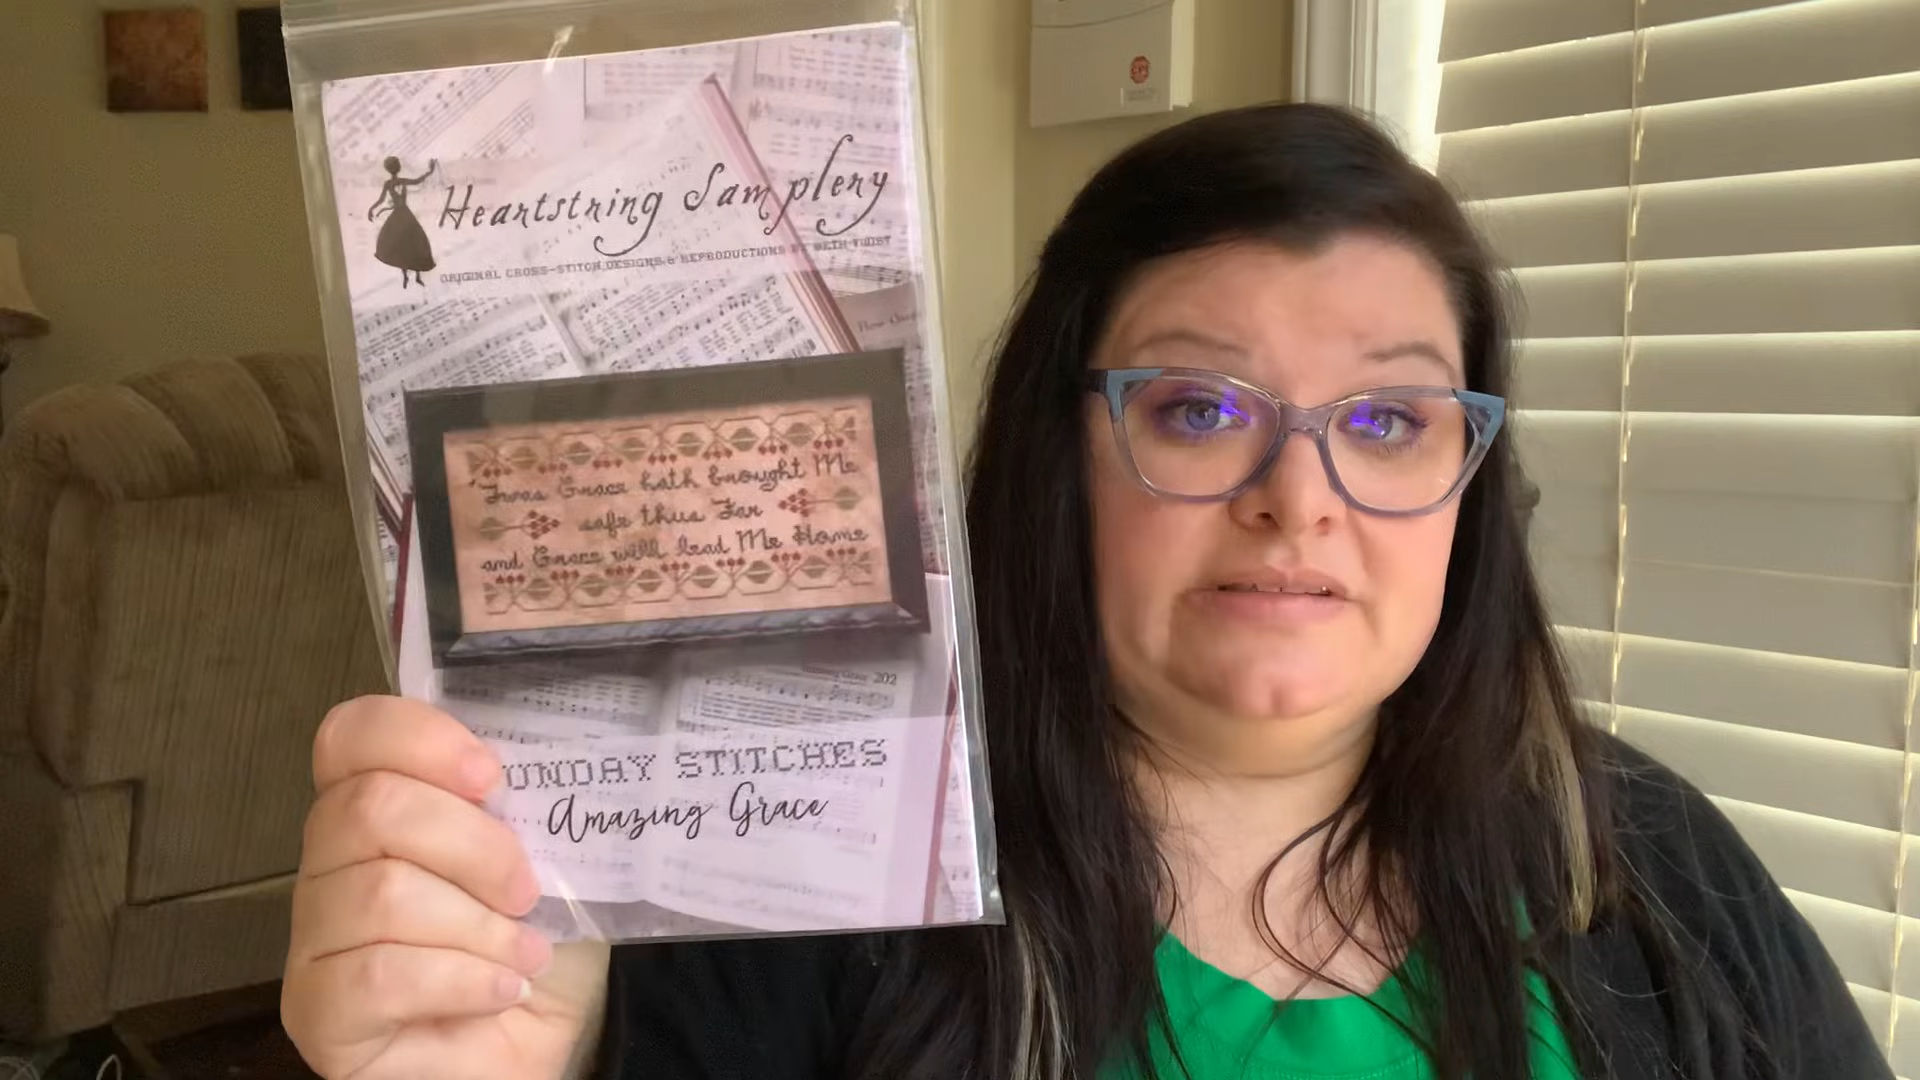 Heartstring Samplery
ORIGINAL CROSS-STITCH DESIGNS & REPRODUCTIONS BY BETH TWIST
'Twas Grace hath brought Me
safe thus Far
and Grace will lead Me Home
202
UNDAY STITCHES
Amazing Grace